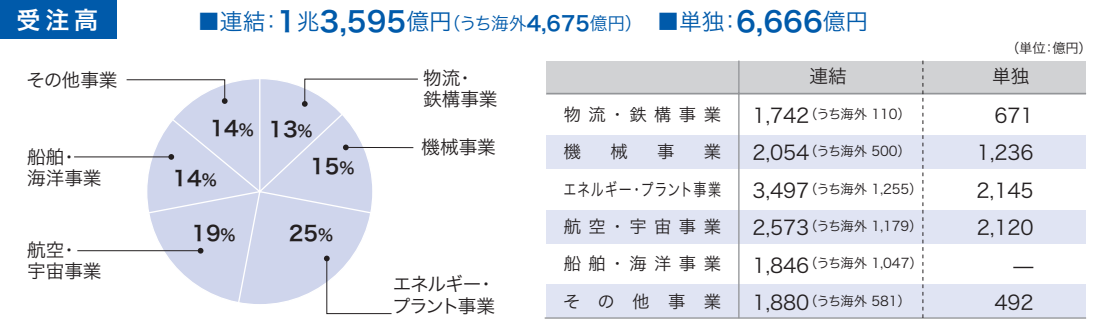 受注高
■連結：1兆3,595億円（うち海外4,675億円） ■単独：6,666億円
（単位：億円）
その他事業
14%
船舶・
海洋事業
14%
航空・
宇宙事業
19%
物流・
鉄構事業
13%
機械事業
15%
エネルギー・
プラント事業
25%
連結 単独
物流・鉄構事業 1,742（うち海外 110） 671
機械事業 2,054（うち海外 500） 1,236
エネルギー・プラント事業 3,497（うち海外 1,255） 2,145
航空・宇宙事業 2,573（うち海外 1,179） 2,120
船舶・海洋事業 1,846（うち海外 1,047） —
その他事業 1,880（うち海外 581） 492